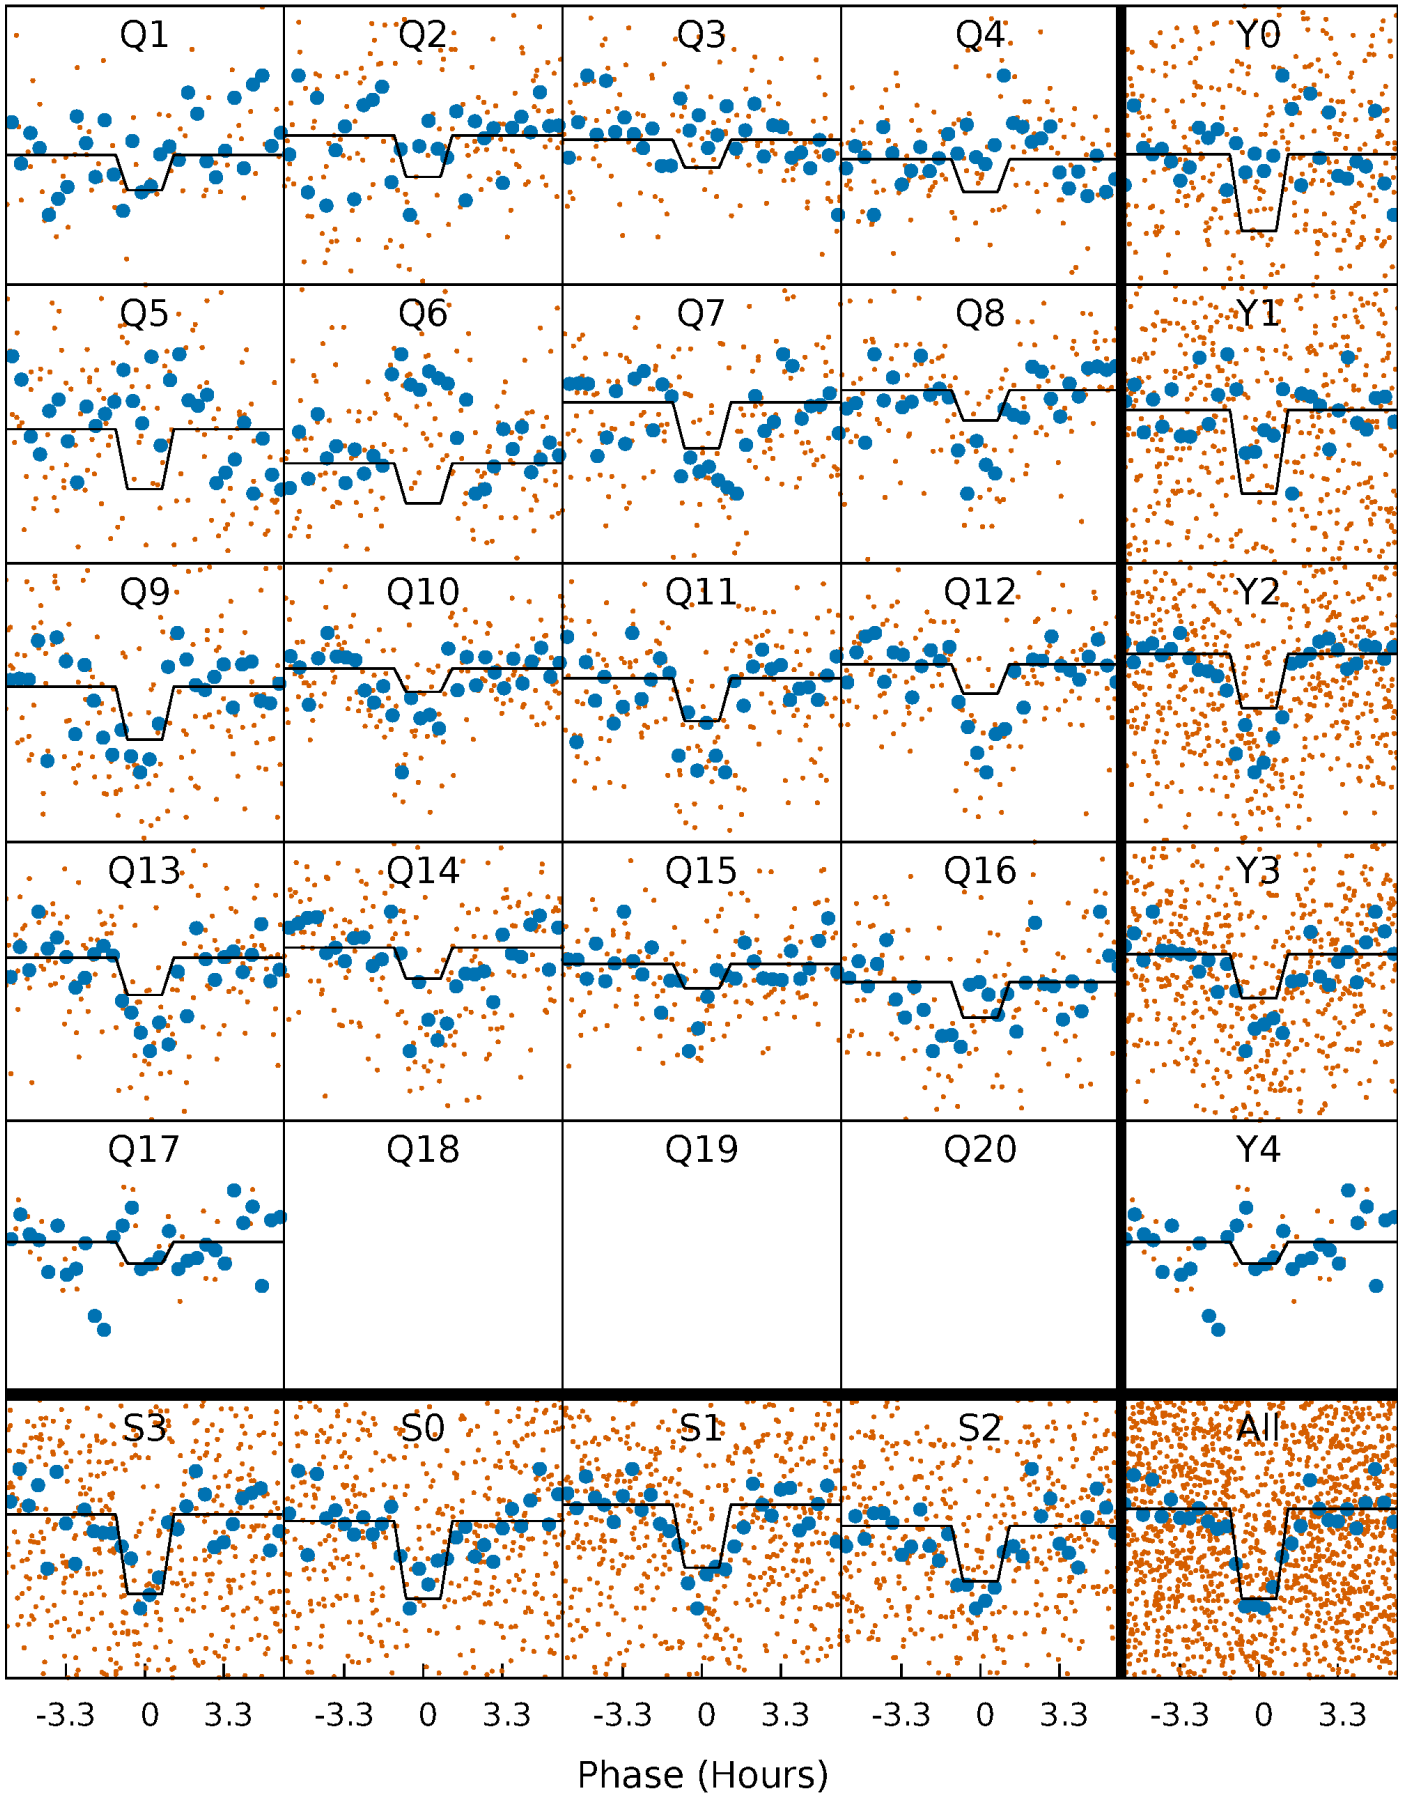 Q1 Q2 Q3 Q4 Y0
Q5 Q6 Q7 Q8 Y1
Q9 Q10 Q11 Q12 Y2
Q13 Q14 Q15 Q16 Y3
Q17 Q18 Q19 Q20 Y4
S3 S0 S1 S2 All
-3.3 0 3.3 -3.3 0 3.3 -3.3 0 3.3 -3.3 0 3.3 -3.3 0 3.3
Phase (Hours)